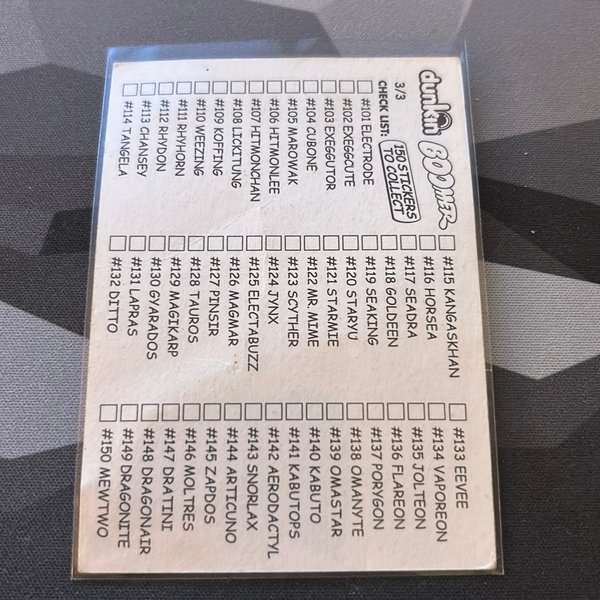 dunkin BOOMER
3/3
CHECK LIST:
150 STICKERS
TO COLLECT
#101 ELECTRODE
#102 EXEGGCUTE
#103 EXEGGUTOR
#104 CUBONE
#105 MAROWAK
#106 HITMONLEE
#107 HITMONCHAN
#108 LICKITUNG
#109 KOFFING
#110 WEEZING
#111 RHYHORN
#112 RHYDON
#113 CHANSEY
#114 TANGELA
#115 KANGASKHAN
#116 HORSEA
#117 SEADRA
#118 GOLDEEN
#119 SEAKING
#120 STARYU
#121 STARMIE
#122 MR. MIME
#123 SCYTHER
#124 JYNX
#125 ELECTABUZZ
#126 MAGMAR
#127 PINSIR
#128 TAUROS
#129 MAGIKARP
#130 GYARADOS
#131 LAPRAS
#132 DITTO
#133 EEVEE
#134 VAPOREON
#135 JOLTEON
#136 FLAREON
#137 PORYGON
#138 OMANYTE
#139 OMASTAR
#140 KABUTO
#141 KABUTOPS
#142 AERODACTYL
#143 SNORLAX
#144 ARTICUNO
#145 ZAPDOS
#146 MOLTRES
#147 DRATINI
#148 DRAGONAIR
#149 DRAGONITE
#150 MEWTWO